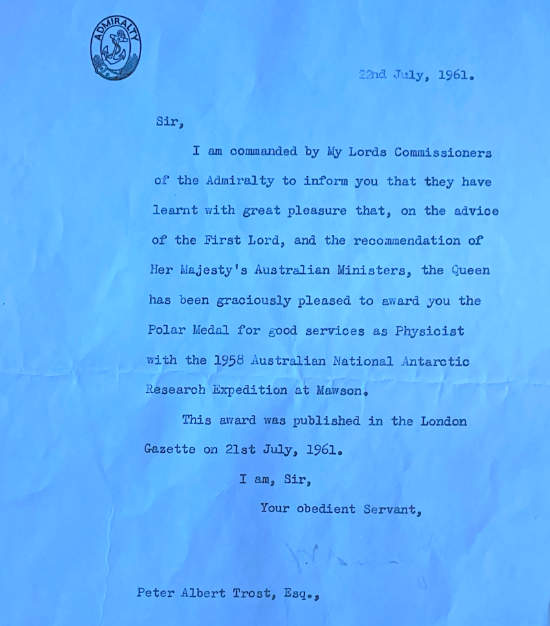 ADMIRALTY
22nd July, 1961.
Sir,
I am commanded by My Lords Commissioners
of the Admiralty to inform you that they have
learnt with great pleasure that, on the advice
of the First Lord, and the recommendation of
Her Majesty's Australian Ministers, the Queen
has been graciously pleased to award you the
Polar Medal for good services as Physicist
with the 1958 Australian National Antarctic
Research Expedition at Mawson.
This award was published in the London
Gazette on 21st July, 1961.
I am, Sir,
Your obedient Servant,
Peter Albert Trost, Esq.,